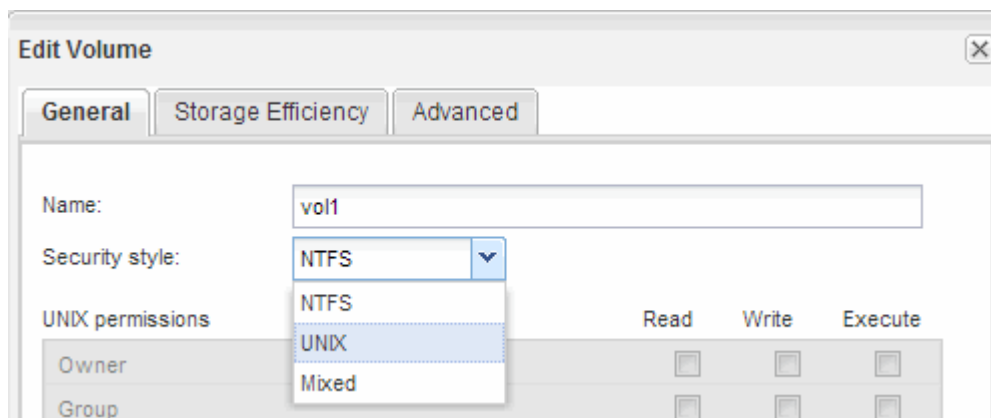 Edit Volume
General Storage Efficiency Advanced
Name: vol1
Security style: NTFS
NTFS
UNIX permissions Read Write Execute
UNIX
Owner
Mixed
Group